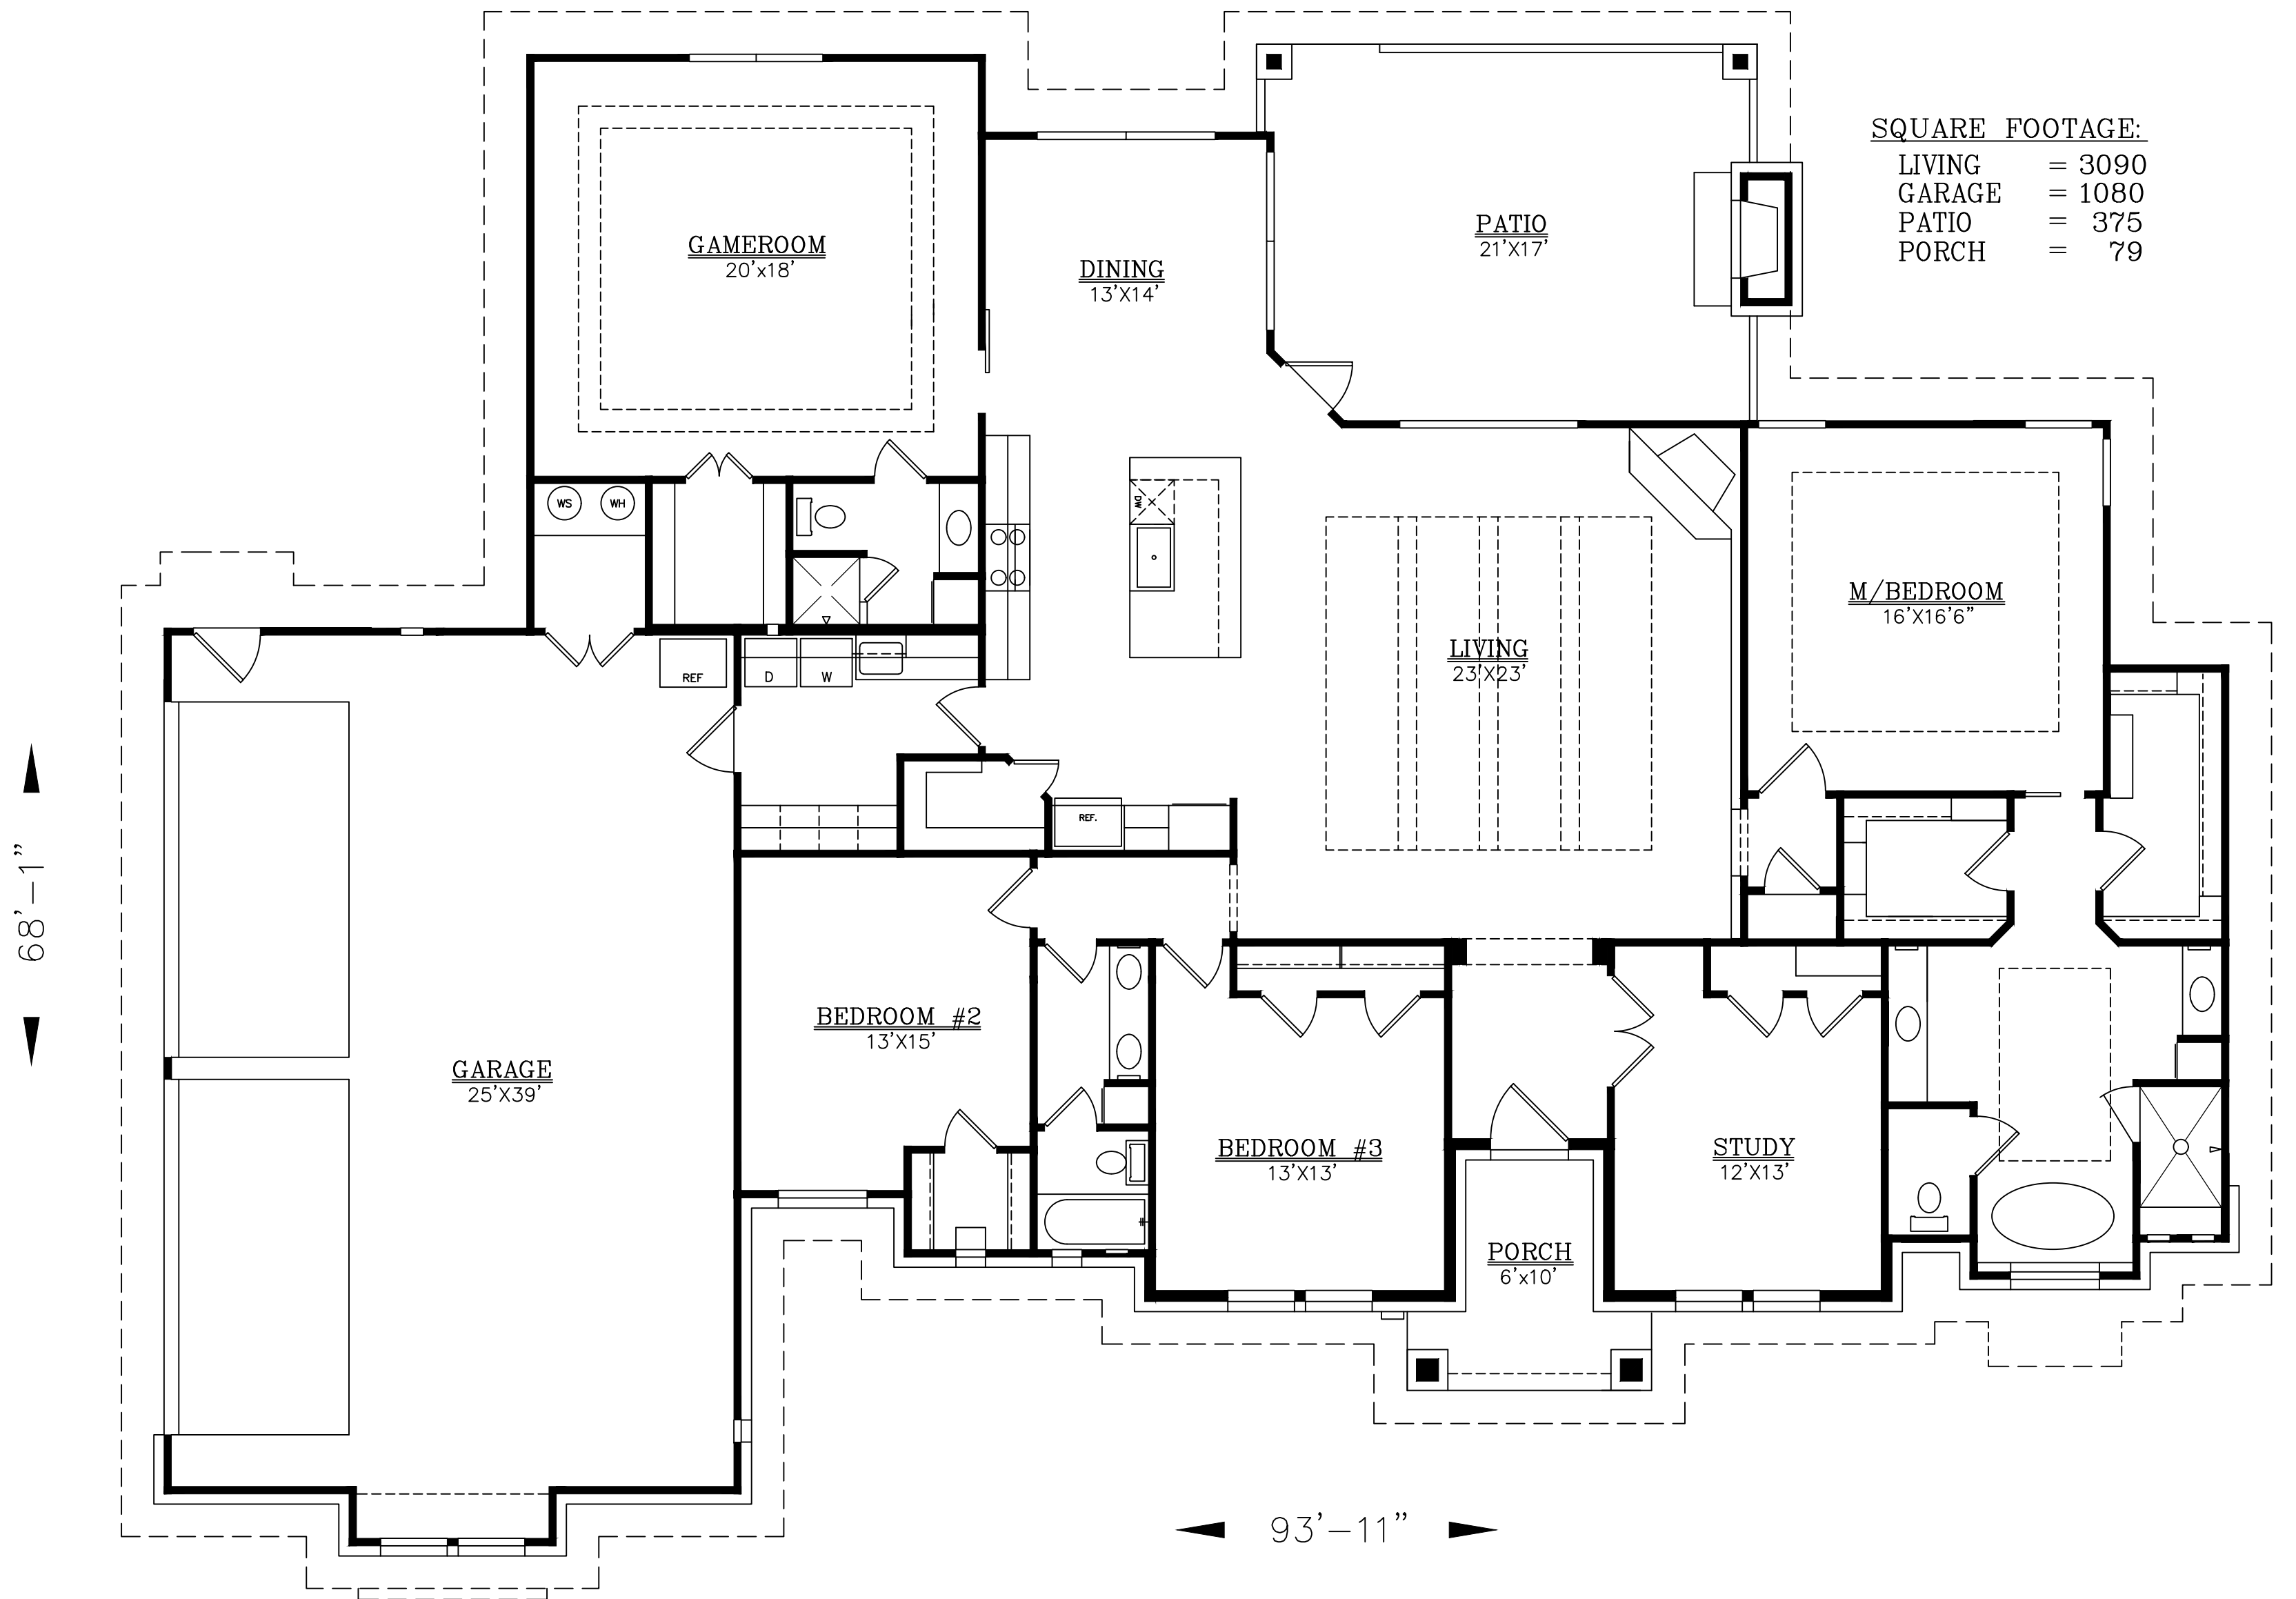 SQUARE FOOTAGE:
LIVING = 3090
GARAGE = 1080
PATIO = 375
PORCH = 79
GAMEROOM
20'x18'
DINING
13'X14'
PATIO
21'X17'
WS
WH
DW
M/BEDROOM
16'X16'6"
LIVING
23'X23'
REF
D
W
REF.
68'-1"
BEDROOM #2
13'X15'
GARAGE
25'X39'
BEDROOM #3
13'X13'
STUDY
12'X13'
PORCH
6'x10'
93'-11"